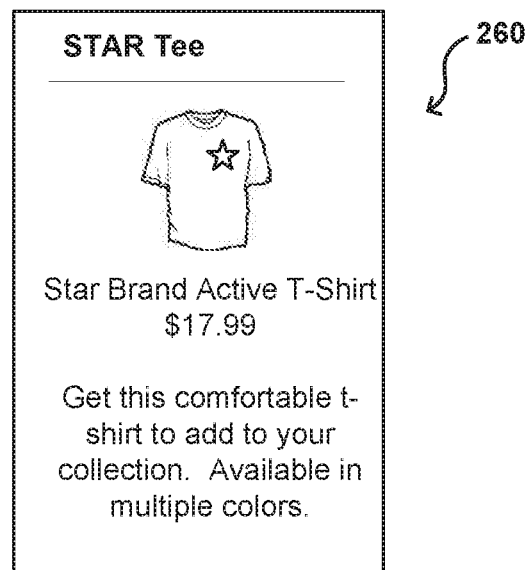 STAR Tee
260
Star Brand Active T-Shirt
$17.99
Get this comfortable t-
shirt to add to your
collection.  Available in
multiple colors.